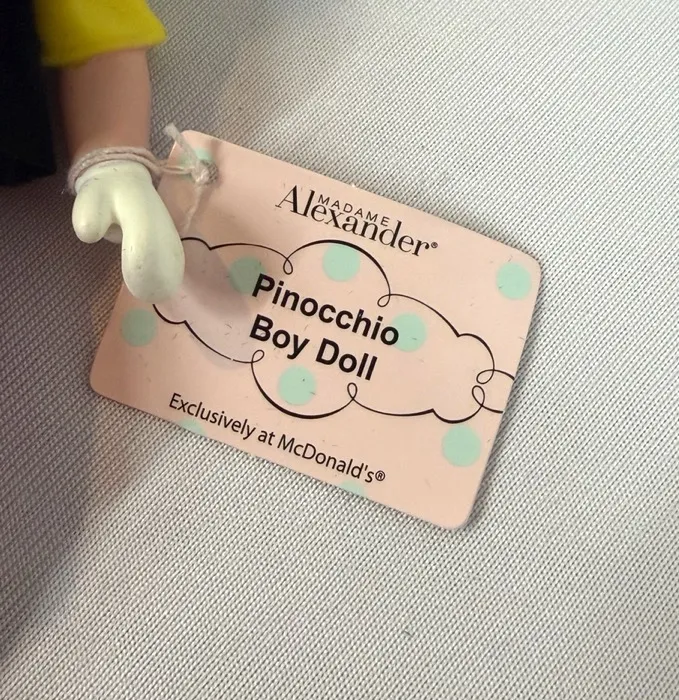 MADAME
Alexander®
Pinocchio
Boy Doll
Exclusively at McDonald's®